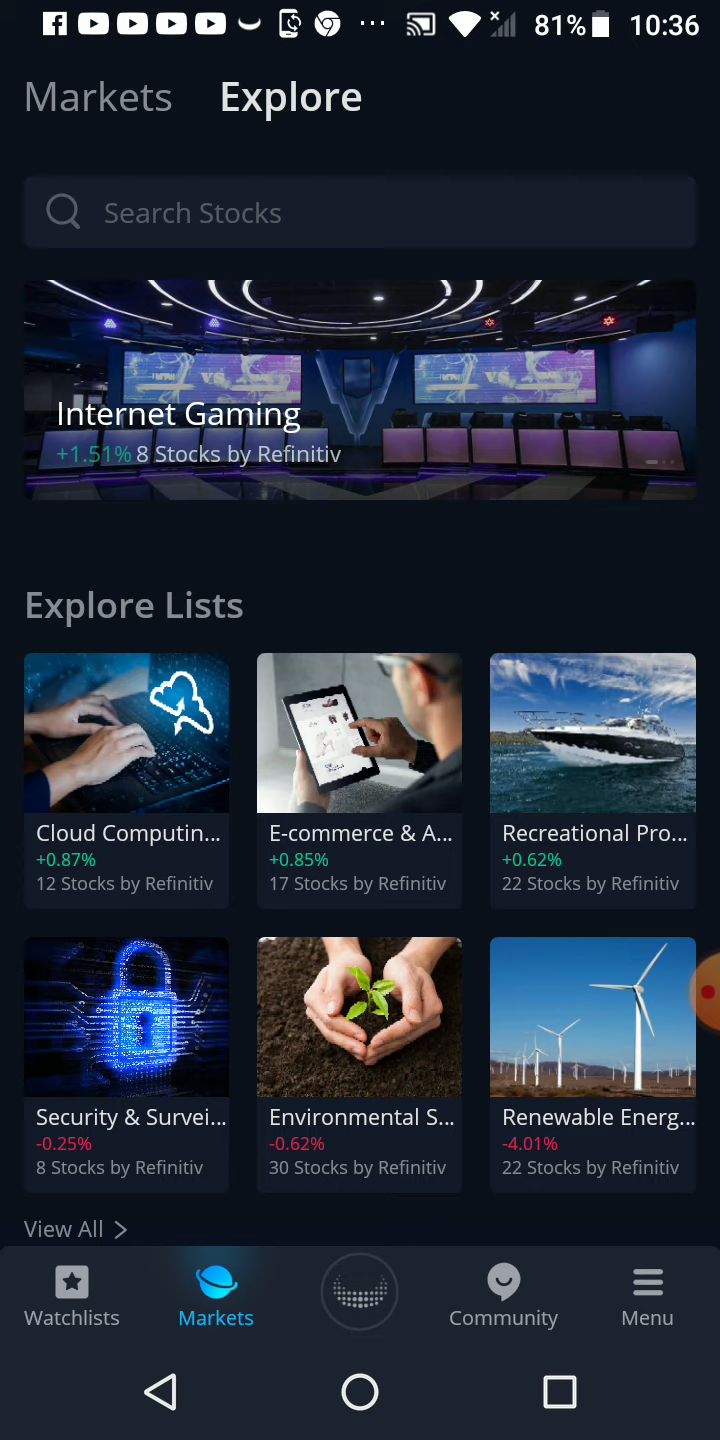 81% 10:36
Markets Explore
Search Stocks
Internet Gaming
+1.51% 8 Stocks by Refinitiv
Explore Lists
Cloud Computin...
+0.87%
12 Stocks by Refinitiv
E-commerce & A...
+0.85%
17 Stocks by Refinitiv
Recreational Pro...
+0.62%
22 Stocks by Refinitiv
Security & Survei...
-0.25%
8 Stocks by Refinitiv
Environmental S...
-0.62%
30 Stocks by Refinitiv
Renewable Energ...
-4.01%
22 Stocks by Refinitiv
View All
Watchlists
Markets
Community
Menu